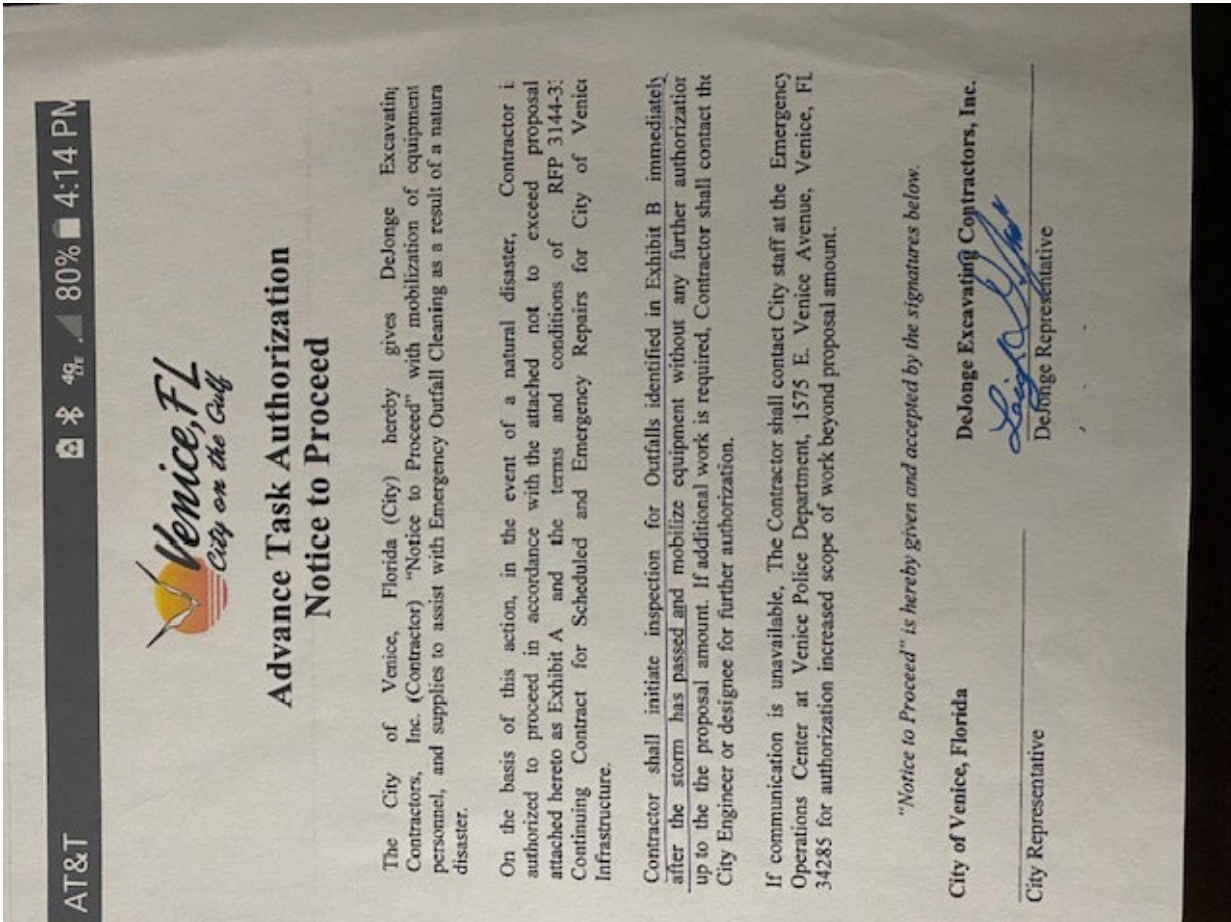 AT&T 4G LTE 80% 4:14 PM
Venice, FL
City on the Gulf
Advance Task Authorization
Notice to Proceed
The City of Venice, Florida (City) hereby gives DeJonge Excavating
Contractors, Inc. (Contractor) "Notice to Proceed" with mobilization of equipment
personnel, and supplies to assist with Emergency Outfall Cleaning as a result of a natura
disaster.
On the basis of this action, in the event of a natural disaster, Contractor i
authorized to proceed in accordance with the attached not to exceed proposal
attached hereto as Exhibit A and the terms and conditions of RFP 3144-3
Continuing Contract for Scheduled and Emergency Repairs for City of Venice
Infrastructure.
Contractor shall initiate inspection for Outfalls identified in Exhibit B immediately
after the storm has passed and mobilize equipment without any further authorization
up to the the proposal amount. If additional work is required, Contractor shall contact the
City Engineer or designee for further authorization.
If communication is unavailable, The Contractor shall contact City staff at the Emergency
Operations Center at Venice Police Department, 1575 E. Venice Avenue, Venice, FL
34285 for authorization increased scope of work beyond proposal amount.
"Notice to Proceed" is hereby given and accepted by the signatures below.
City of Venice, Florida DeJonge Excavating Contractors, Inc.
City Representative DeJonge Representative